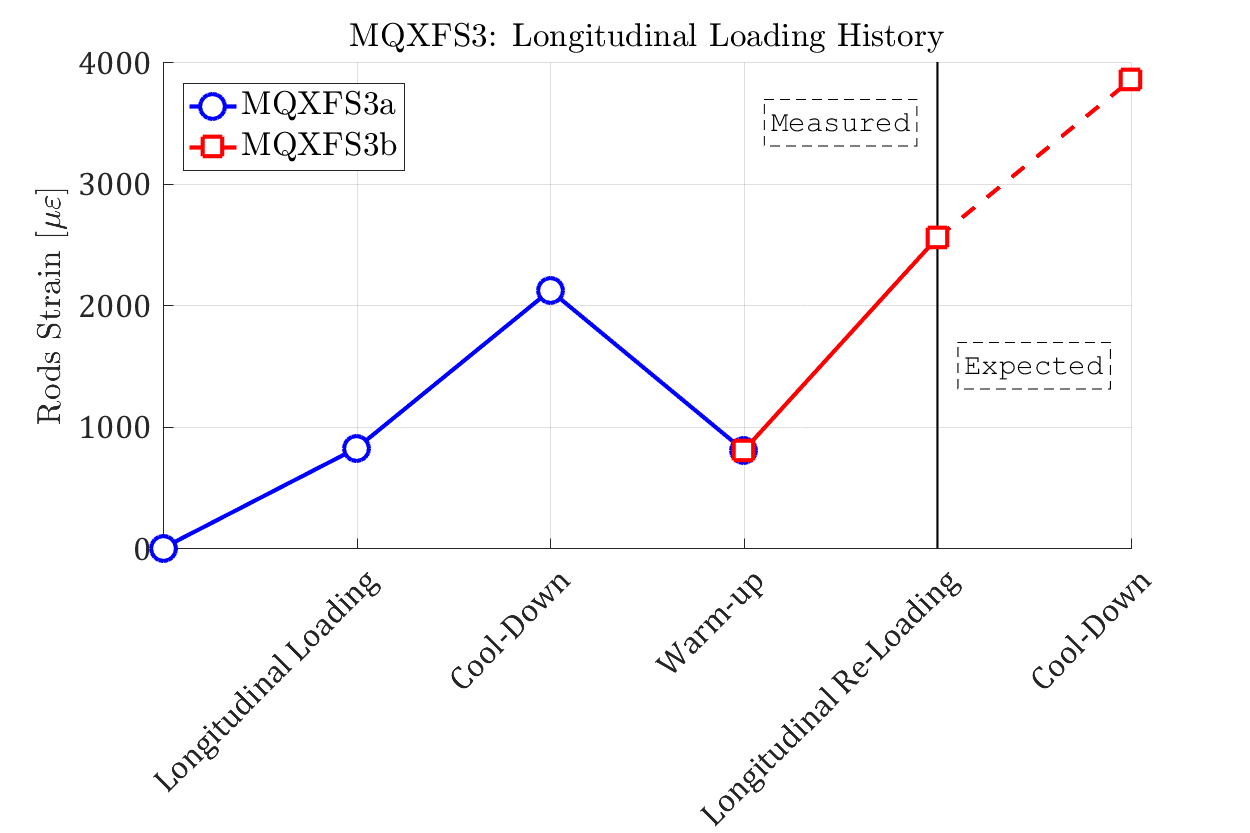 MQXFS3: Longitudinal Loading History
4000
3000
2000
1000
0
Rods Strain [με]
MQXFS3a
MQXFS3b
Measured
Expected
Longitudinal Loading
Cool-Down
Warm-up
Longitudinal Re-Loading
Cool-Down